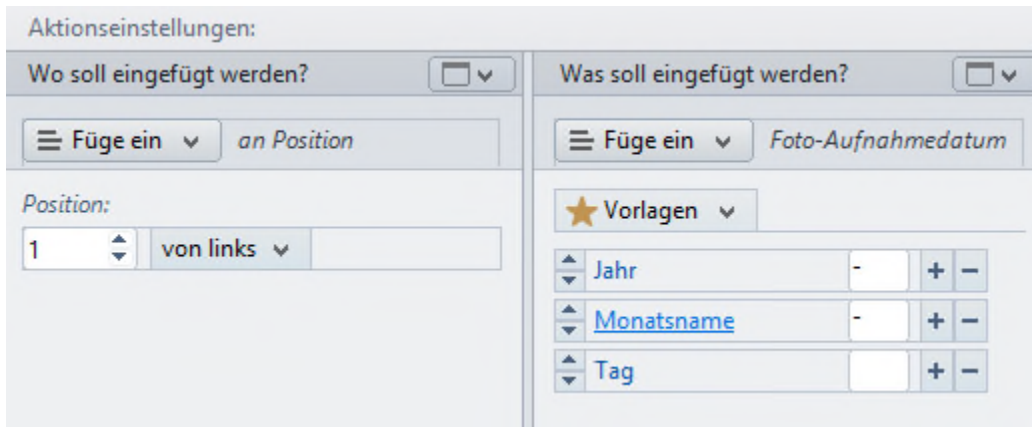 Aktionseinstellungen:
Wo soll eingefügt werden?
Füge ein an Position
Position:
1 von links
Was soll eingefügt werden?
Füge ein Foto-Aufnahmedatum
Vorlagen
Jahr -
Monatsname -
Tag